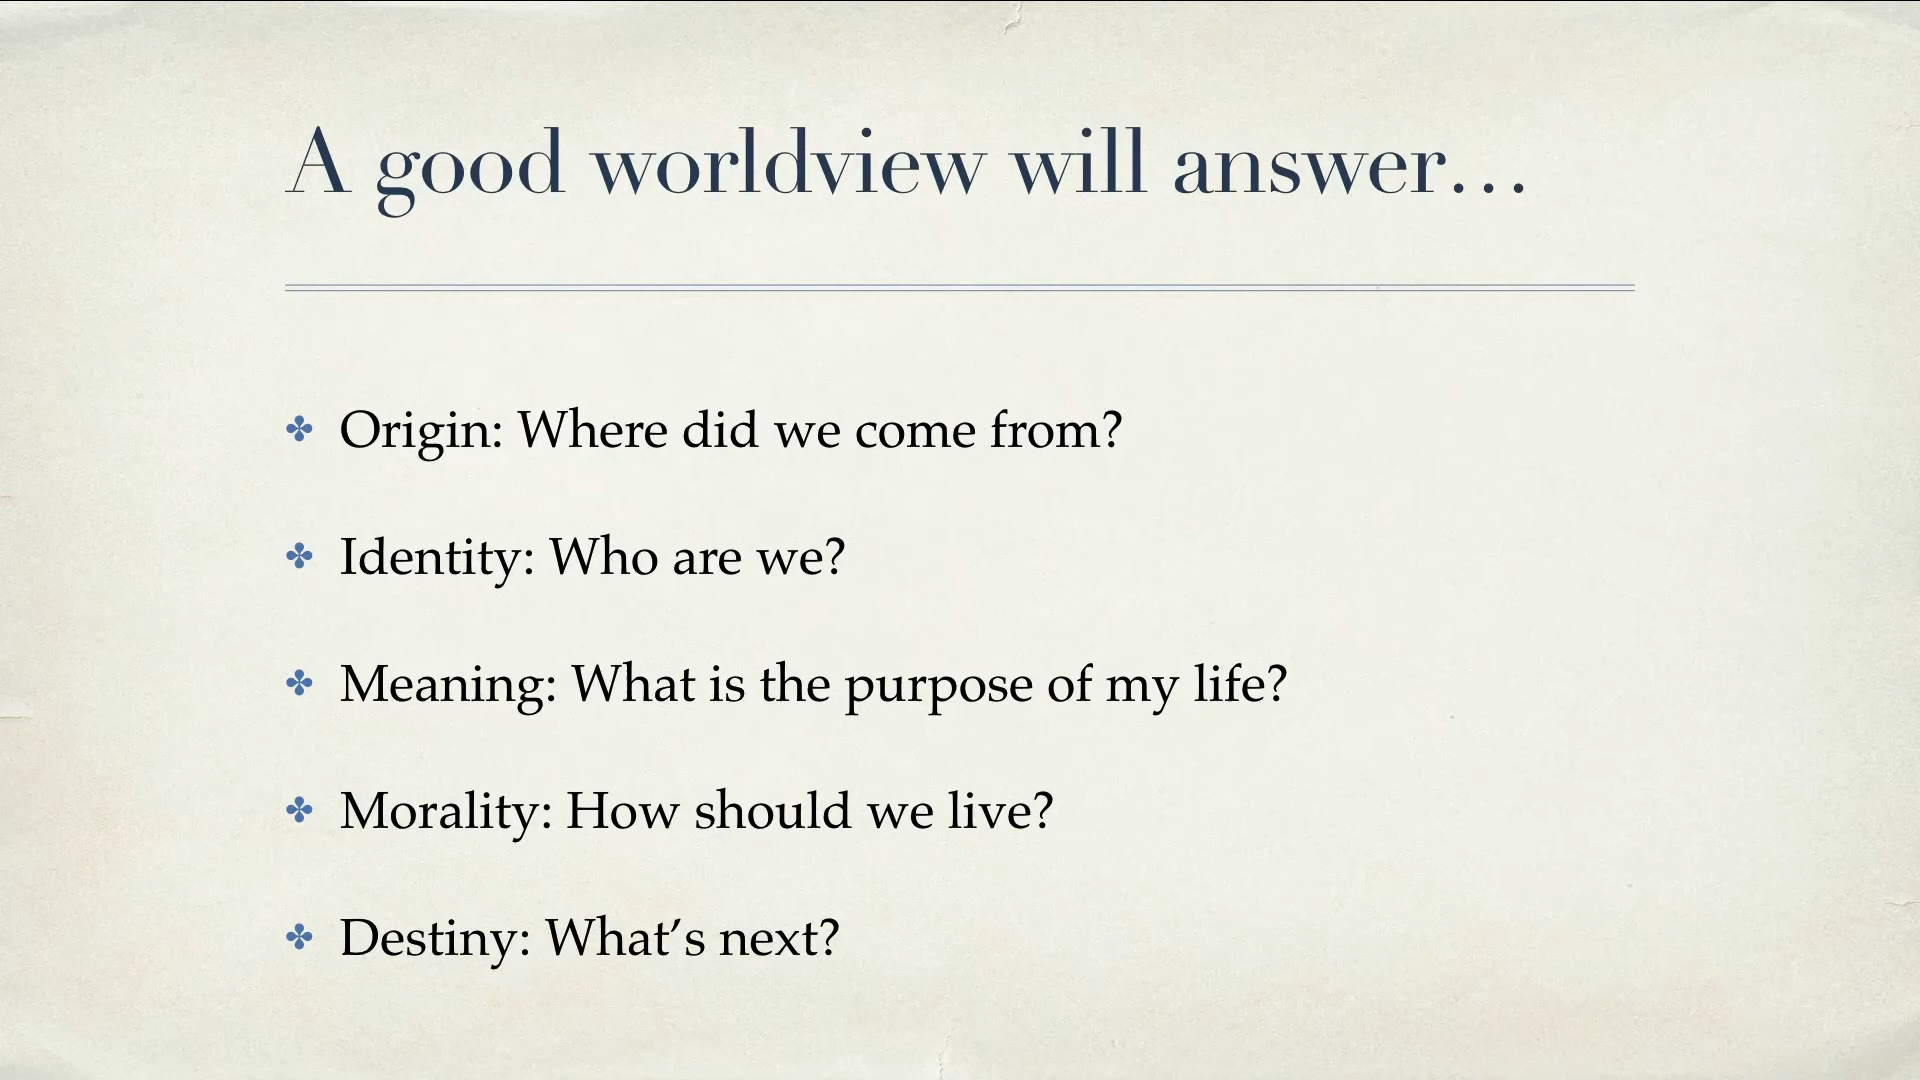 A good worldview will answer…
Origin: Where did we come from?
Identity: Who are we?
Meaning: What is the purpose of my life?
Morality: How should we live?
Destiny: What’s next?